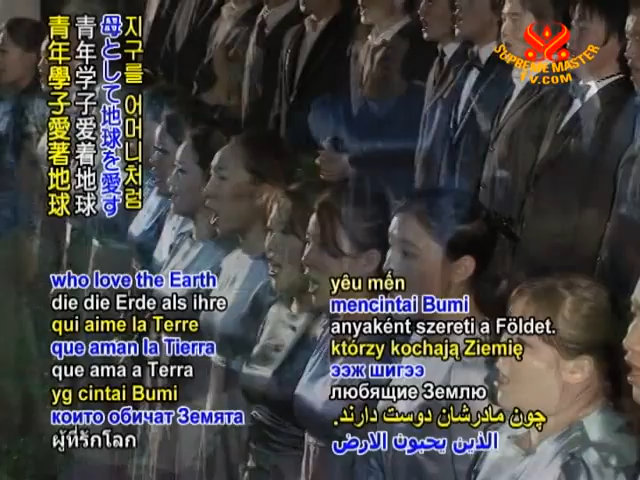 青年學子愛著地球
青年学子爱着地球
母として地球を愛す
지구를 어머니처럼
SUPREME MASTER
TV.COM
who love the Earth
die die Erde als ihre
qui aime la Terre
que aman la Tierra
que ama a Terra
yg cintai Bumi
които обичат Земята
ผู้ที่รักโลก
yêu mến
mencintai Bumi
anyaként szereti a Földet.
którzy kochają Ziemię
ээж шигээ
любящие Землю
چون مادرشان دوست دارند.
الذين يحبون الارض